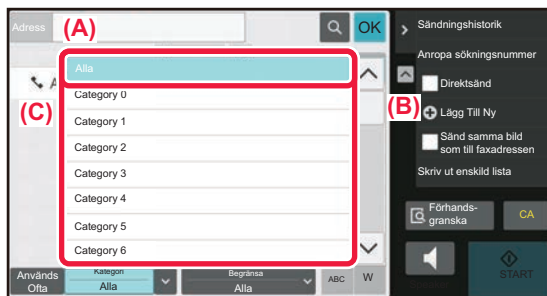 Adress
(A)
OK
Sändningshistorik
Anropa sökningsnummer
Alla
Direktsänd
A
(C)
Category 0
(B)
Lägg Till Ny
Category 1
Category 2
Sänd samma bild
som till faxadressen
Category 3
Skriv ut enskild lista
Category 4
Förhands-
granska
CA
Category 5
Category 6
Används
Ofta
Kategori
Alla
Begränsa
Alla
ABC
W
START